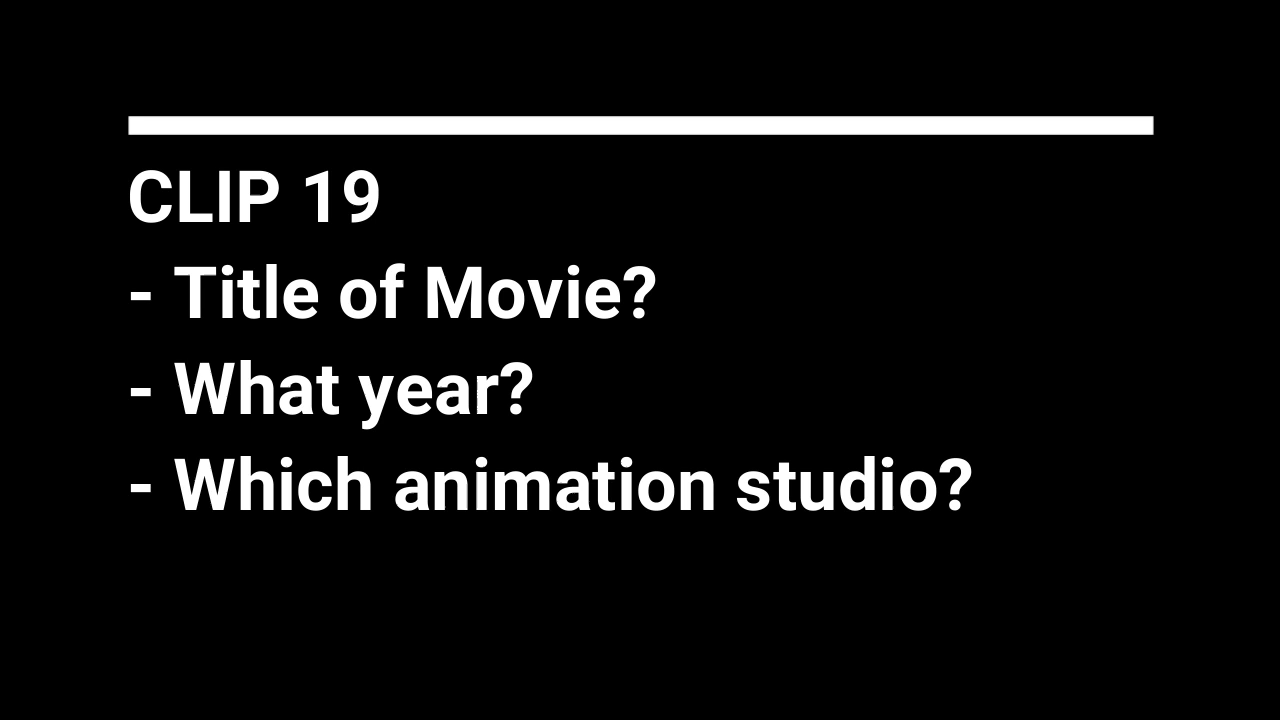 CLIP 19
- Title of Movie?
- What year?
- Which animation studio?